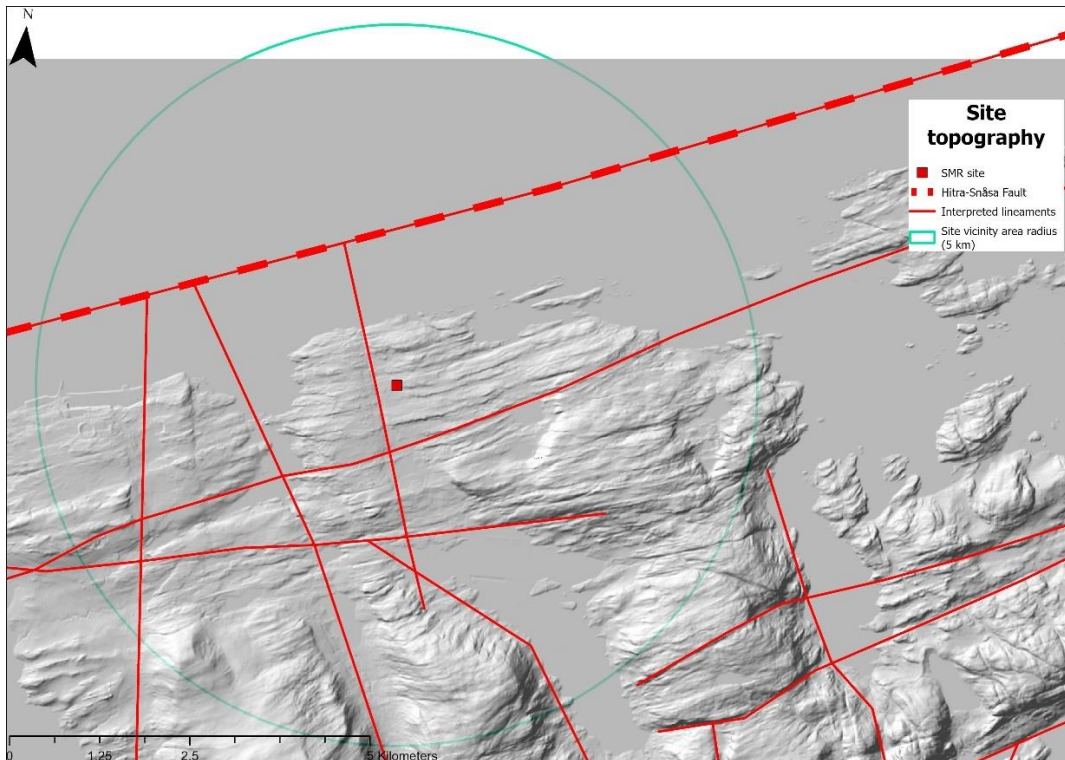 N
Site
topography
SMR site
Hitra-Snåsa Fault
Interpreted lineaments
Site vicinity area radius
(5 km)
0 1.25 2.5 5 Kilometers